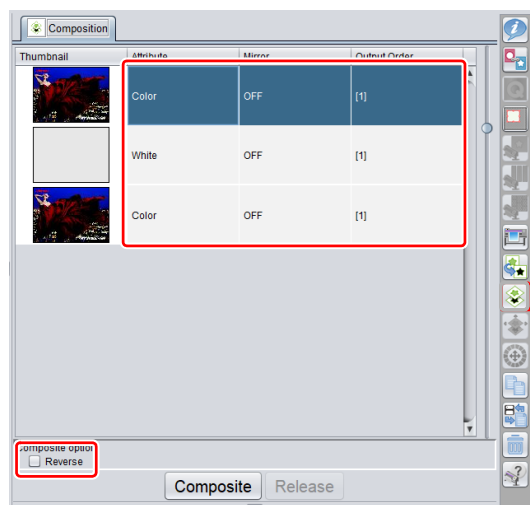 Composition
Thumbnail Attribute Mirror Output Order
Color OFF [1]
White OFF [1]
Color OFF [1]
Composite option
Reverse
Composite Release